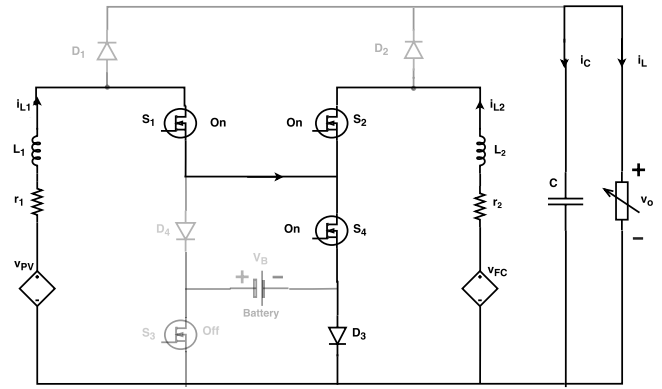 D1
D2
iC
iL
iL1
S1
On
On
S2
iL2
L1
L2
r1
C
+
vo
−
r2
D4
On
S4
vPV
+
−
VB
+
−
vFC
+
−
Battery
S3
Off
D3